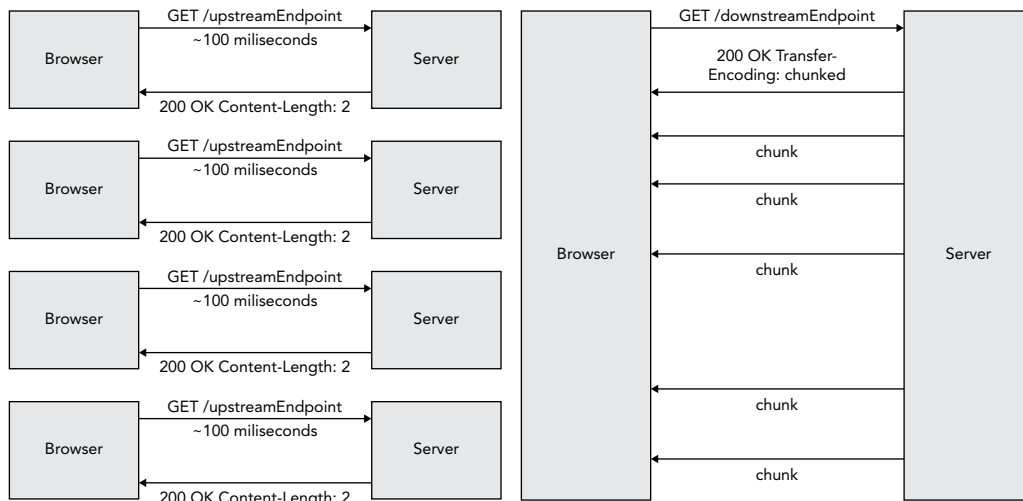 GET /upstreamEndpoint
Browser
~100 miliseconds
Server
200 OK Content-Length: 2
GET /upstreamEndpoint
Browser
~100 miliseconds
Server
200 OK Content-Length: 2
GET /upstreamEndpoint
Browser
~100 miliseconds
Server
200 OK Content-Length: 2
GET /upstreamEndpoint
Browser
~100 miliseconds
Server
200 OK Content-Length: 2
GET /downstreamEndpoint
200 OK Transfer-
Encoding: chunked
chunk
chunk
Browser
chunk
Server
chunk
chunk